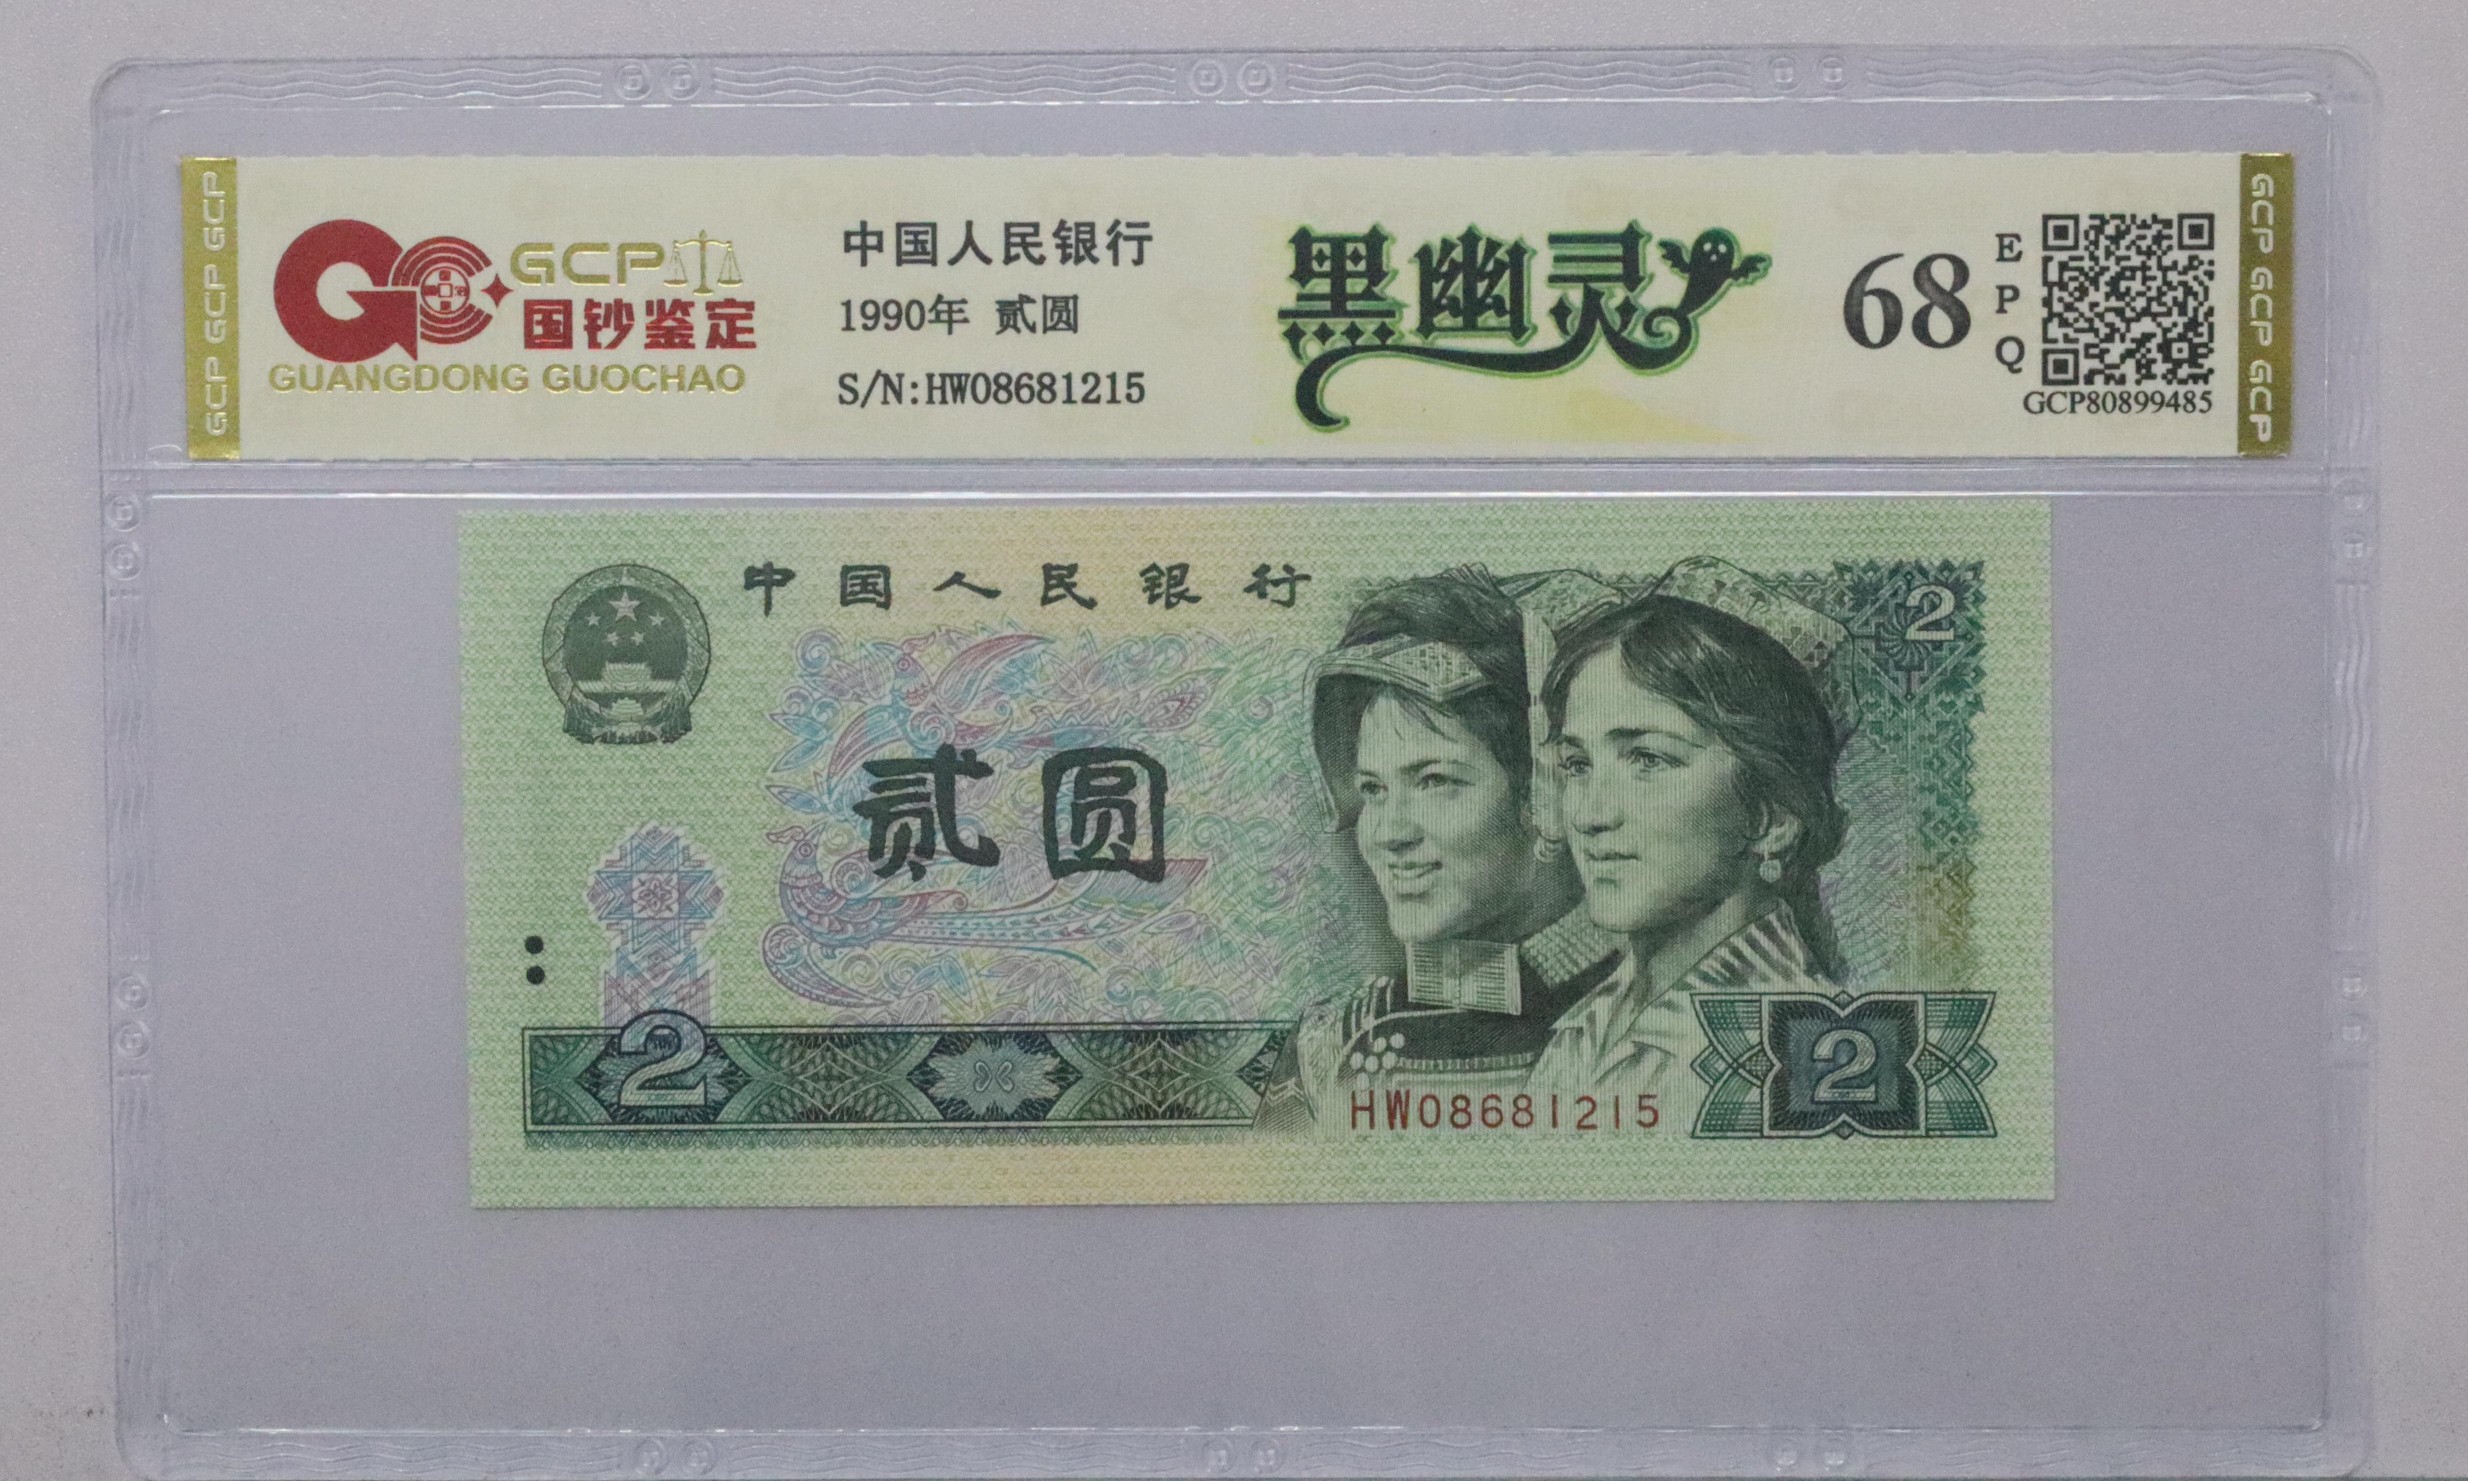 GCP GCP GCP
GCP
国钞鉴定
GUANGDONG GUOCHAO
中国人民银行
1990年 贰圆
S/N:HW08681215
黑幽灵
68
E
P
Q
GCP80899485
GCP GCP GCP
中国人民银行
2
贰圆
2
HW08681215
2